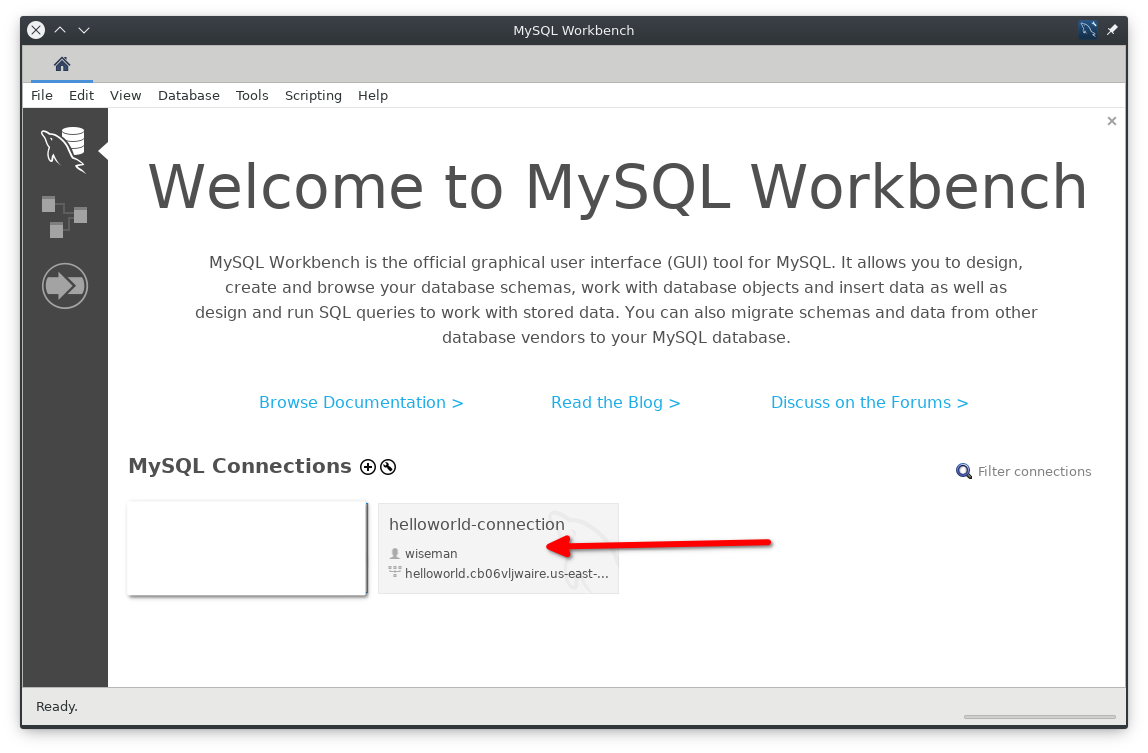 MySQL Workbench
File Edit View Database Tools Scripting Help
Welcome to MySQL Workbench
MySQL Workbench is the official graphical user interface (GUI) tool for MySQL. It allows you to design,
create and browse your database schemas, work with database objects and insert data as well as
design and run SQL queries to work with stored data. You can also migrate schemas and data from other
database vendors to your MySQL database.
Browse Documentation > Read the Blog > Discuss on the Forums >
MySQL Connections
Filter connections
helloworld-connection
wiseman
helloworld.cb06vljwaire.us-east-...
Ready.